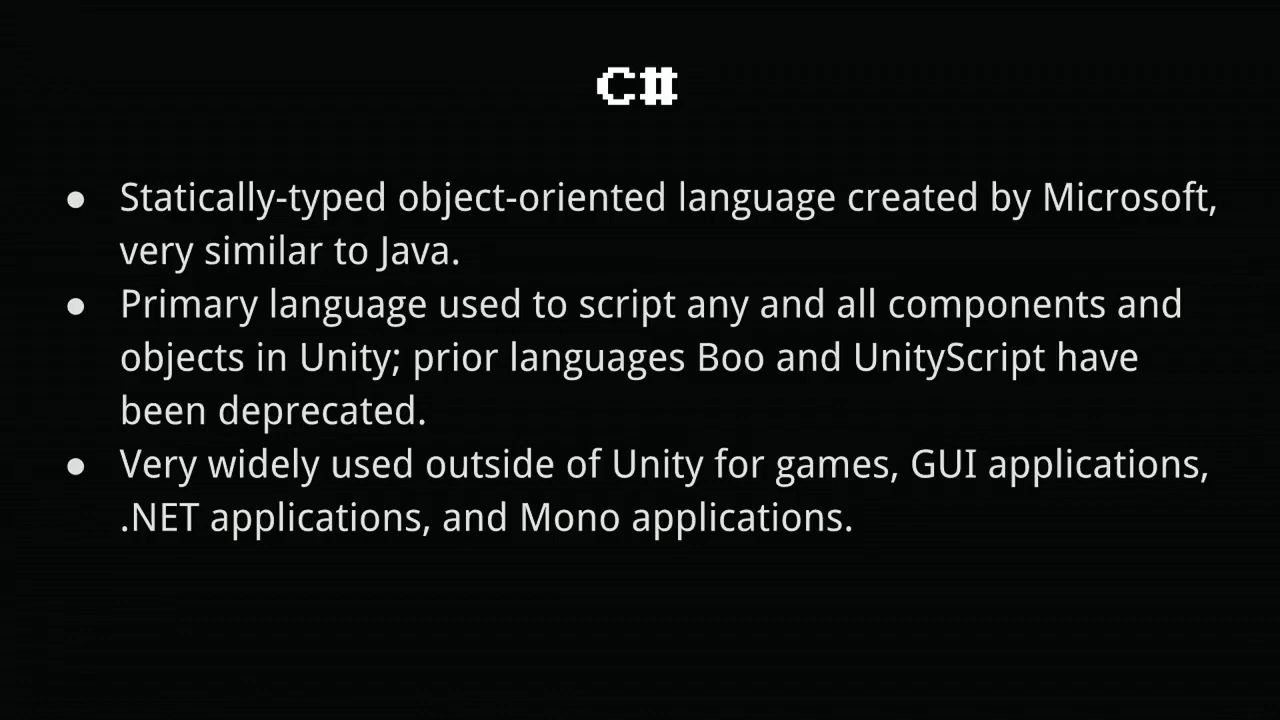 C#
● Statically-typed object-oriented language created by Microsoft,
very similar to Java.
● Primary language used to script any and all components and
objects in Unity; prior languages Boo and UnityScript have
been deprecated.
● Very widely used outside of Unity for games, GUI applications,
.NET applications, and Mono applications.